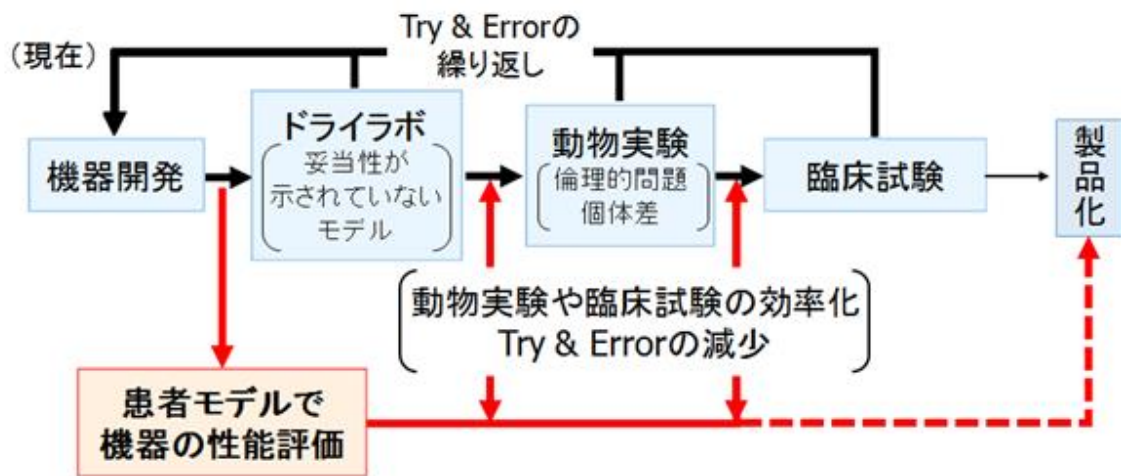 (現在)
Try & Errorの
繰り返し
機器開発
ドライラボ
妥当性が
示されていない
モデル
動物実験
倫理的問題
個体差
臨床試験
製品化
動物実験や臨床試験の効率化
Try & Errorの減少
患者モデルで
機器の性能評価